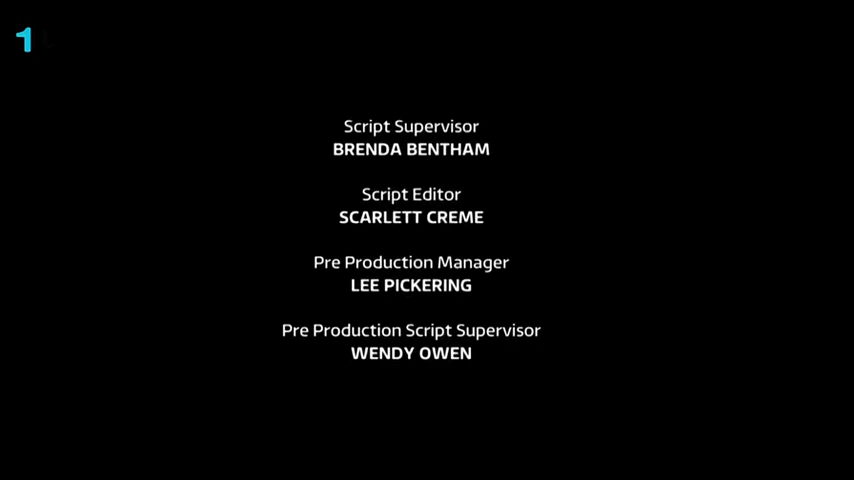 1
Script Supervisor
BRENDA BENTHAM
Script Editor
SCARLETT CREME
Pre Production Manager
LEE PICKERING
Pre Production Script Supervisor
WENDY OWEN